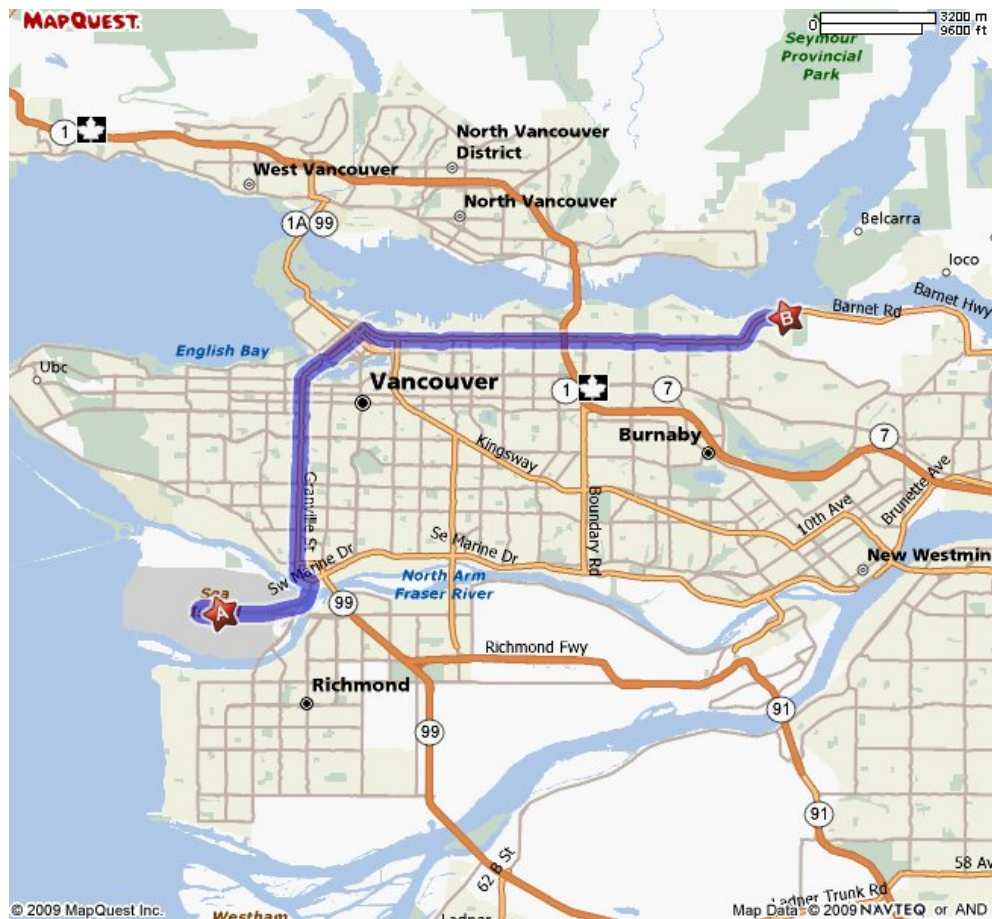 MAPQUEST.
0
3200 m
9600 ft
Seymour
Provincial
Park
1
North Vancouver
District
West Vancouver
North Vancouver
1A 99
Belcarra
Ioco
Barnet Hwy
Barnet Rd
B
English Bay
Ubc
Vancouver
1
7
Burnaby
7
Kingsway
Granville St
Boundary Rd
10th Ave
Brunette Ave
Se Marine Dr
Sw Marine Dr
New Westmin
North Arm
Fraser River
Sea
A
99
Richmond Fwy
Richmond
91
99
91
62 B St
58 Av
Ladner Trunk Rd
Ladner
Westham
© 2009 MapQuest Inc.
Map Data © 2009 NAVTEQ or AND